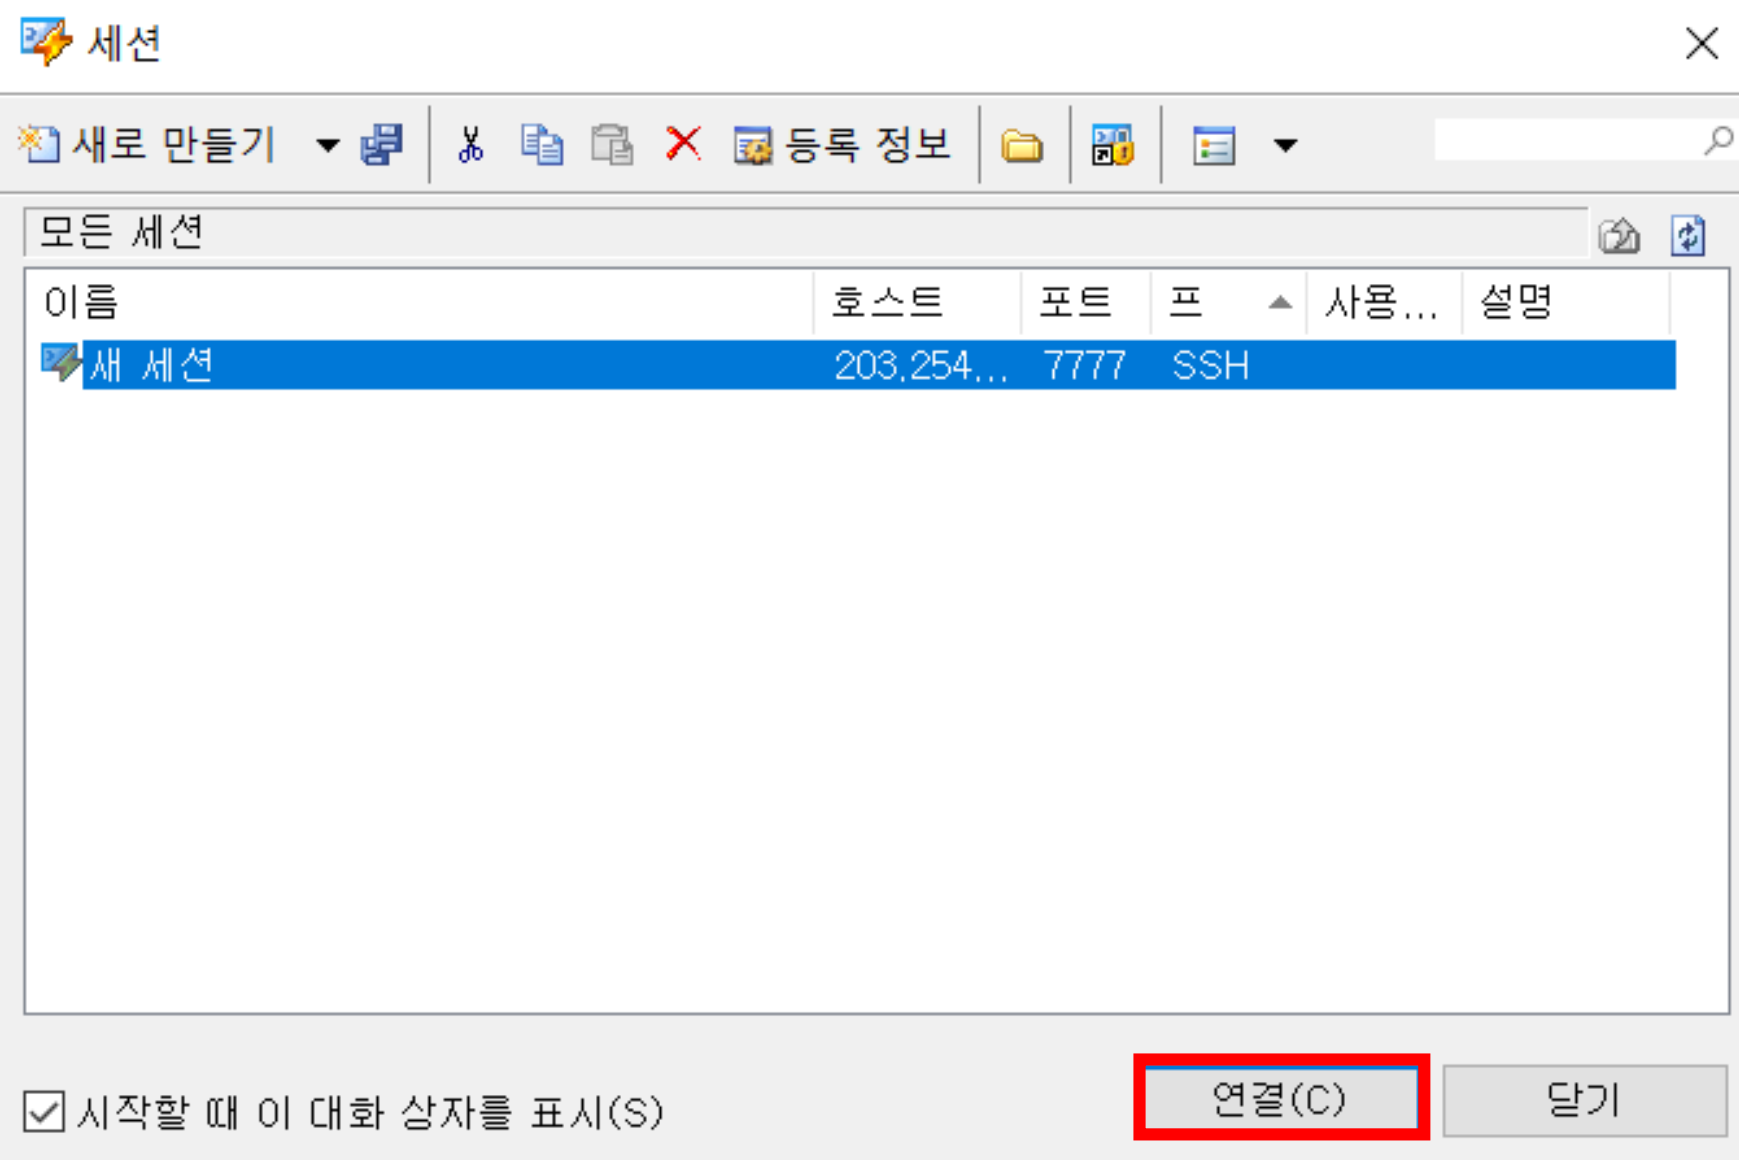 세션
새로 만들기 등록 정보
모든 세션
이름 호스트 포트 프 사용... 설명
새 세션 203.254... 7777 SSH
시작할 때 이 대화 상자를 표시(S) 연결(C) 닫기